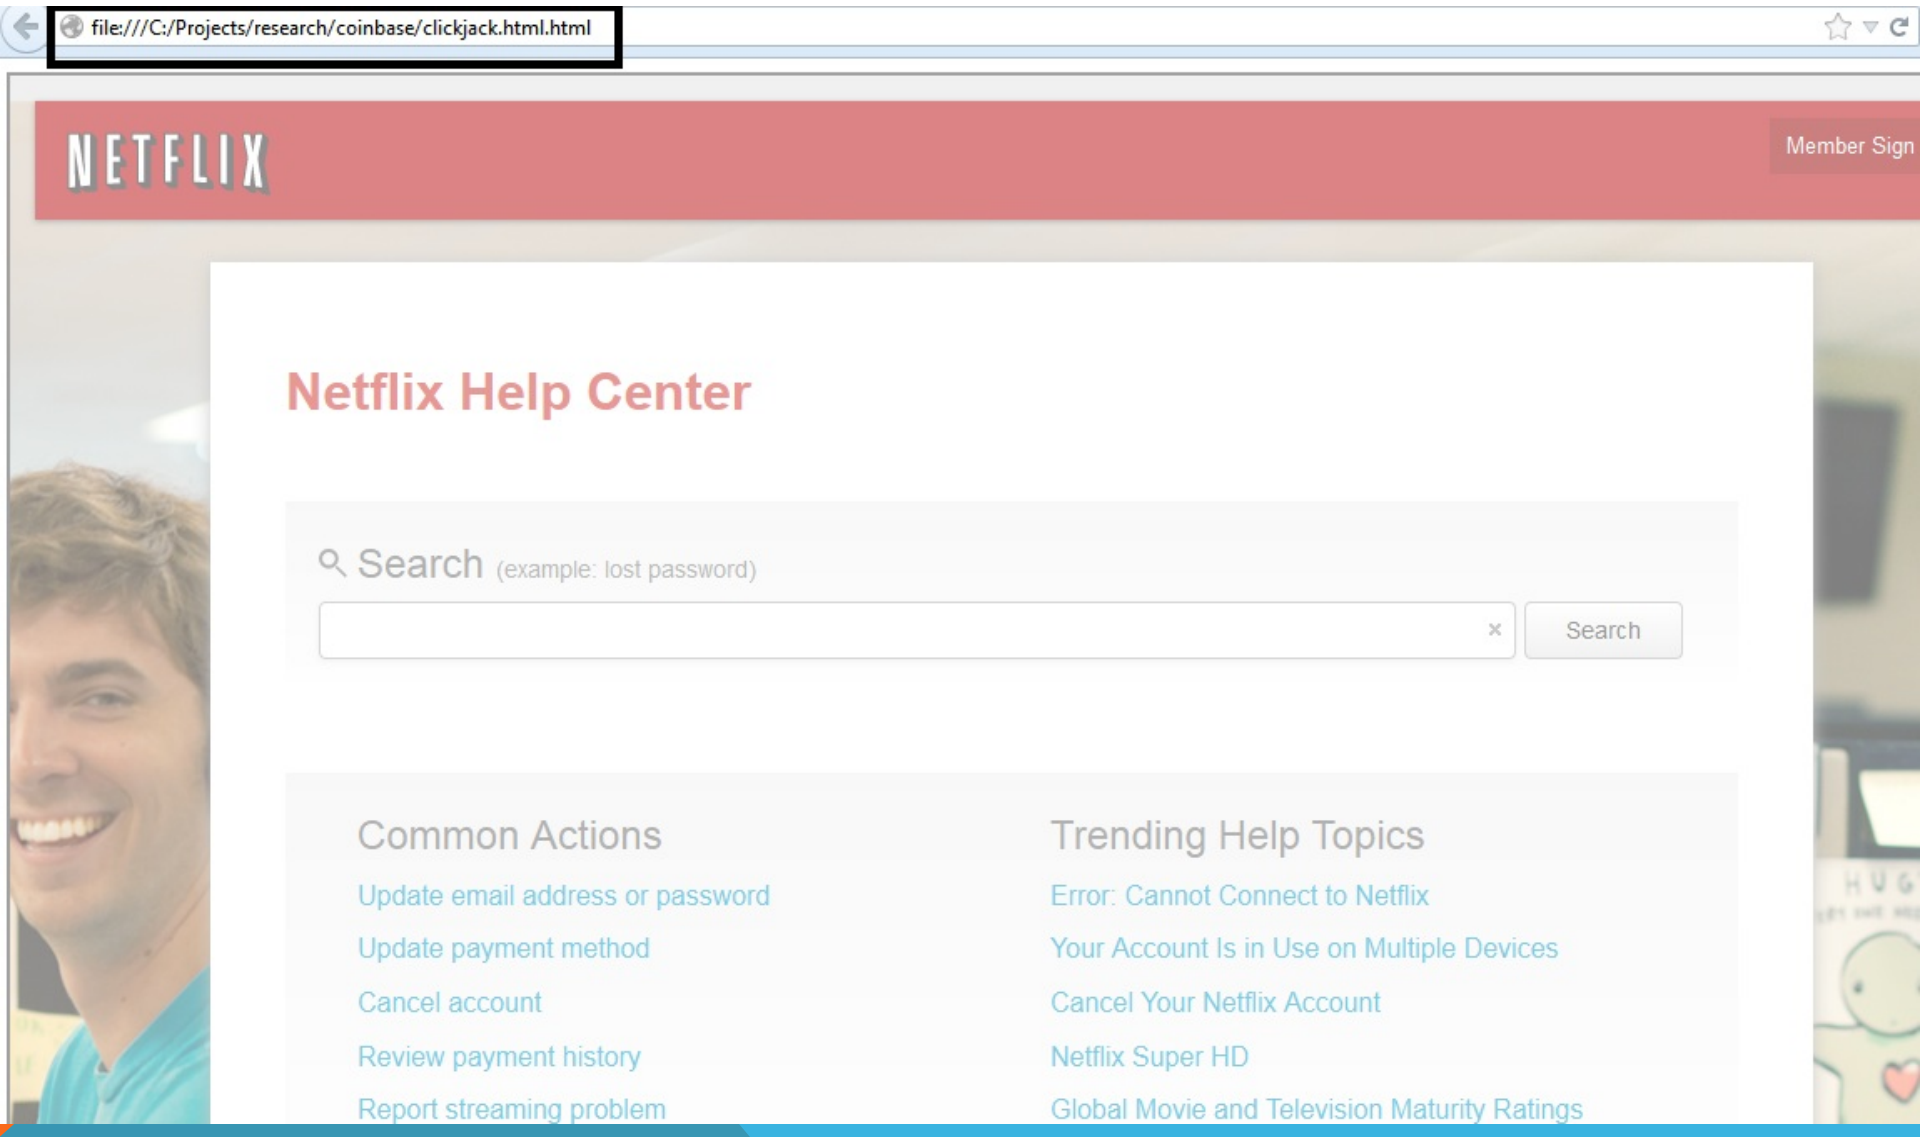 file:///C:/Projects/research/coinbase/clickjack.html.html
NETFLIX
Member Sign
Netflix Help Center
Search (example: lost password)
× Search
Common Actions
Trending Help Topics
Update email address or password
Error: Cannot Connect to Netflix
Update payment method
Your Account Is in Use on Multiple Devices
Cancel account
Cancel Your Netflix Account
Review payment history
Netflix Super HD
Report streaming problem
Global Movie and Television Maturity Ratings